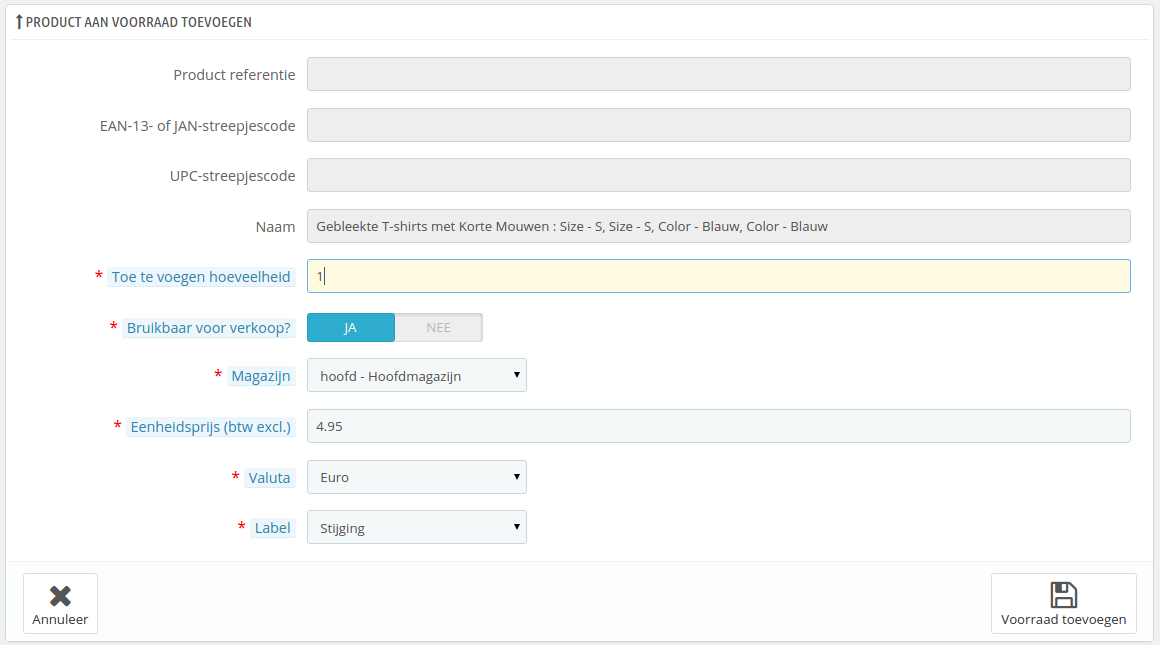 PRODUCT AAN VOORRAAD TOEVOEGEN
Product referentie
EAN-13- of JAN-streepjescode
UPC-streepjescode
Naam Gebleekte T-shirts met Korte Mouwen : Size - S, Size - S, Color - Blauw, Color - Blauw
* Toe te voegen hoeveelheid 1
* Bruikbaar voor verkoop? JA NEE
* Magazijn hoofd - Hoofdmagazijn
* Eenheidsprijs (btw excl.) 4.95
* Valuta Euro
* Label Stijging
Annuleer Voorraad toevoegen